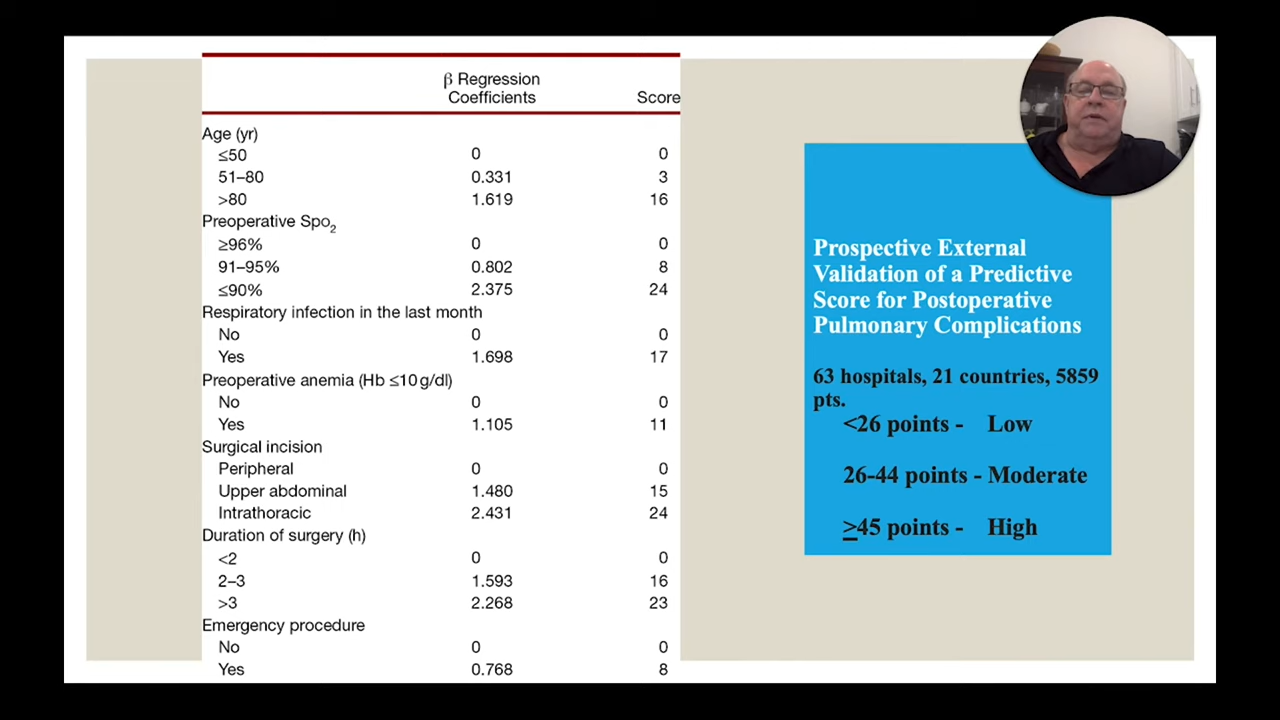 β Regression
Coefficients Score
Age (yr)
≤50 0 0
51–80 0.331 3
>80 1.619 16
Preoperative Spo2
≥96% 0 0
91–95% 0.802 8
≤90% 2.375 24
Respiratory infection in the last month
No 0 0
Yes 1.698 17
Preoperative anemia (Hb ≤10 g/dl)
No 0 0
Yes 1.105 11
Surgical incision
Peripheral 0 0
Upper abdominal 1.480 15
Intrathoracic 2.431 24
Duration of surgery (h)
<2 0 0
2–3 1.593 16
>3 2.268 23
Emergency procedure
No 0 0
Yes 0.768 8
Prospective External
Validation of a Predictive
Score for Postoperative
Pulmonary Complications
63 hospitals, 21 countries, 5859
pts.
<26 points - Low
26-44 points - Moderate
≥45 points - High